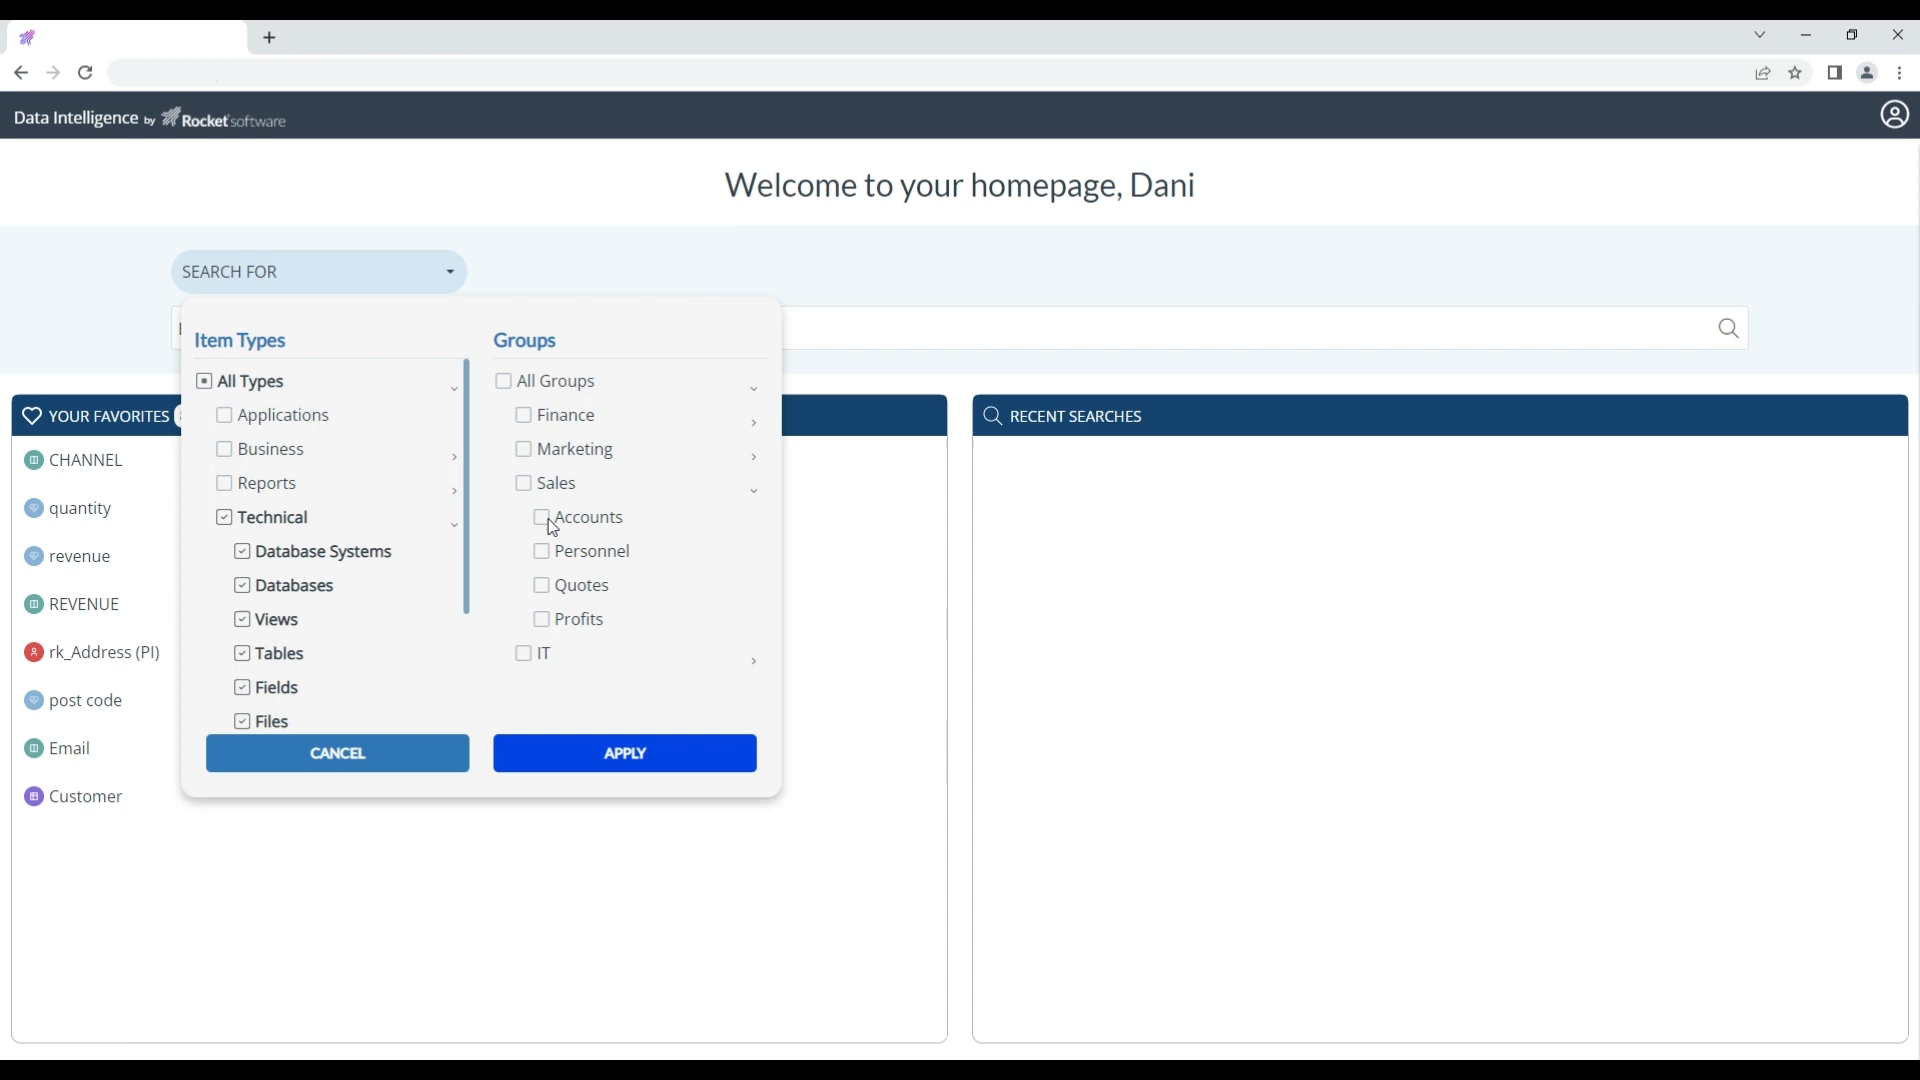 Data Intelligence by Rocket software
Welcome to your homepage, Dani
SEARCH FOR
Item Types
All Types
Applications
Business
Reports
Technical
Database Systems
Databases
Views
Tables
Fields
Files
CANCEL
Groups
All Groups
Finance
Marketing
Sales
Accounts
Personnel
Quotes
Profits
IT
APPLY
YOUR FAVORITES
CHANNEL
quantity
revenue
REVENUE
rk_Address (PI)
post code
Email
Customer
RECENT SEARCHES